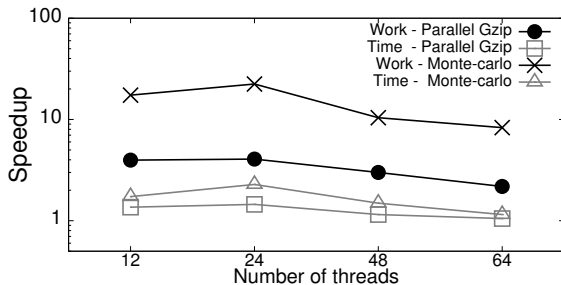 100
10
1
Speedup
Work - Parallel Gzip
Time - Parallel Gzip
Work - Monte-carlo
Time - Monte-carlo
12 24 48 64
Number of threads